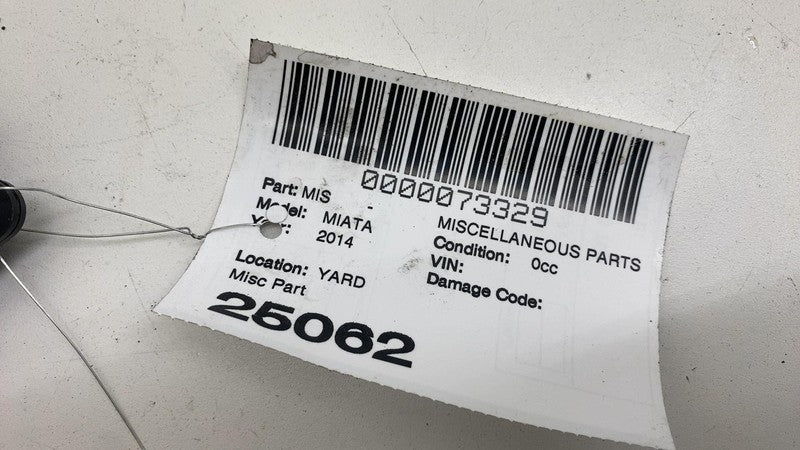 0000073329
Part: MIS -
MISCELLANEOUS PARTS
Model: MIATA
Condition: 0cc
Year: 2014
VIN:
Location: YARD
Damage Code:
Misc Part
25062